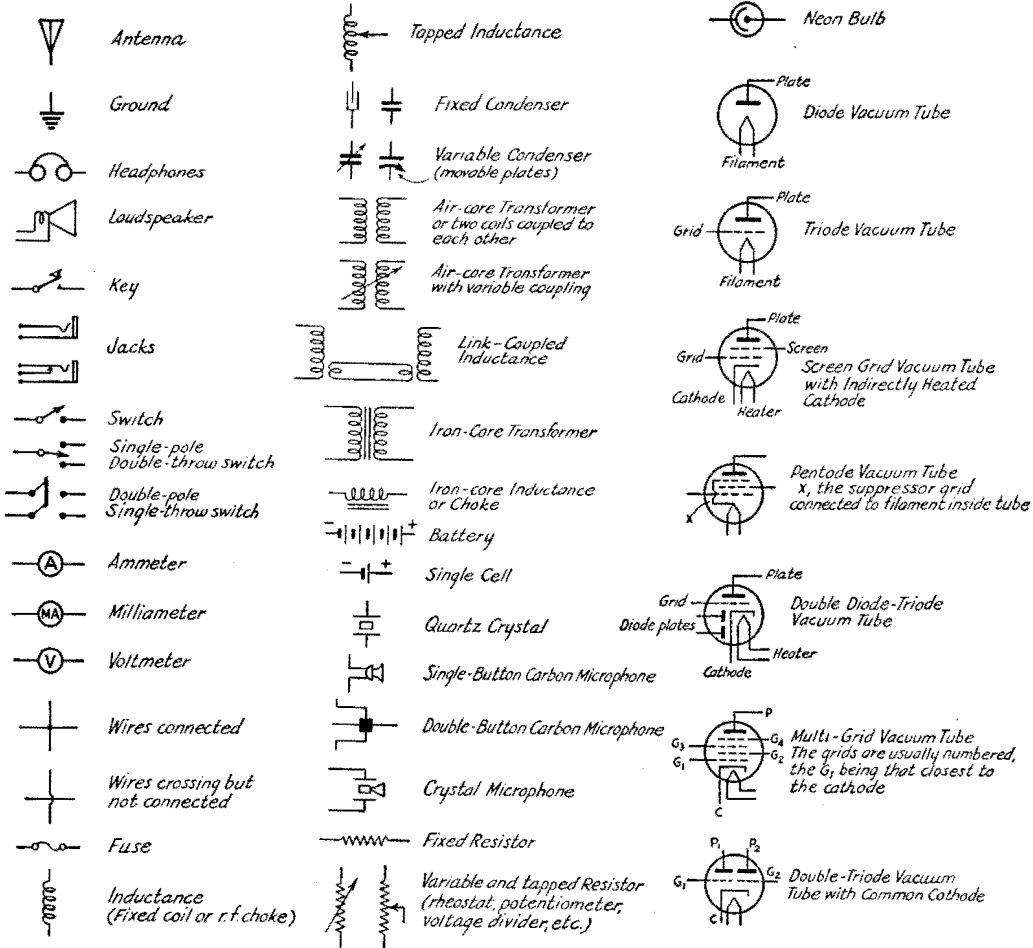 Antenna
Ground
Headphones
Loudspeaker
Key
Jacks
Switch
Single-pole
Double-throw switch
Double-pole
Single-throw switch
A
Ammeter
MA
Milliameter
V
Voltmeter
Wires connected
Wires crossing but
not connected
Fuse
Inductance
(Fixed coil or r.f. choke)
Tapped Inductance
Fixed Condenser
Variable Condenser
(movable plates)
Air-core Transformer
or two coils coupled to
each other
Air-core Transformer
with variable coupling
Link-Coupled
Inductance
Iron-Core Transformer
Iron-core Inductance
or Choke
- +
Battery
- +
Single Cell
Quartz Crystal
Single-Button Carbon Microphone
Double-Button Carbon Microphone
Crystal Microphone
Fixed Resistor
Variable and tapped Resistor
(rheostat, potentiometer,
voltage divider, etc.)
Neon Bulb
Plate
Diode Vacuum Tube
Filament
Plate
Grid
Triode Vacuum Tube
Filament
Plate
Screen
Grid
Screen Grid Vacuum Tube
with Indirectly Heated
Cathode
Cathode
Heater
Pentode Vacuum Tube
X, the suppressor grid
connected to filament inside tube
X
Plate
Grid
Double Diode-Triode
Vacuum Tube
Diode plates
Heater
Cathode
P
G3 G4
G1 G2
Multi-Grid Vacuum Tube
The grids are usually numbered,
the G1 being that closest to
the cathode
C
P1 P2
G1 G2
Double-Triode Vacuum
Tube with Common Cathode
C